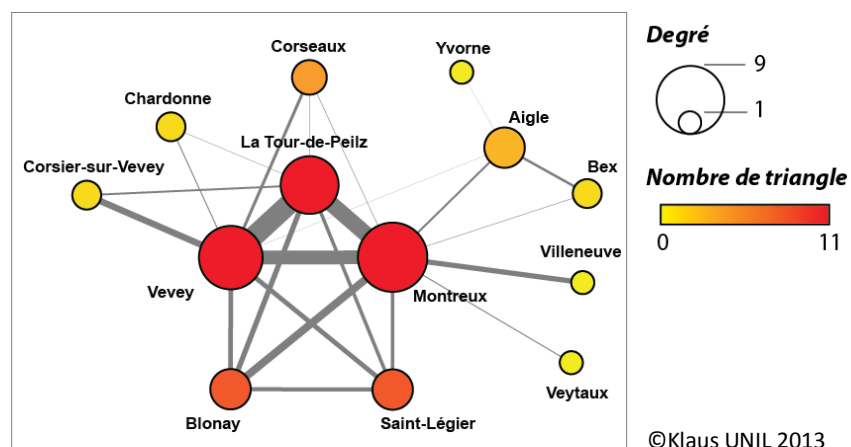 Corseaux
Yvorne
Degré
9
1
Chardonne
Aigle
La Tour-de-Peilz
Corsier-sur-Vevey
Bex
Nombre de triangle
0
11
Villeneuve
Vevey
Montreux
Veytaux
Blonay
Saint-Légier
©Klaus UNIL 2013